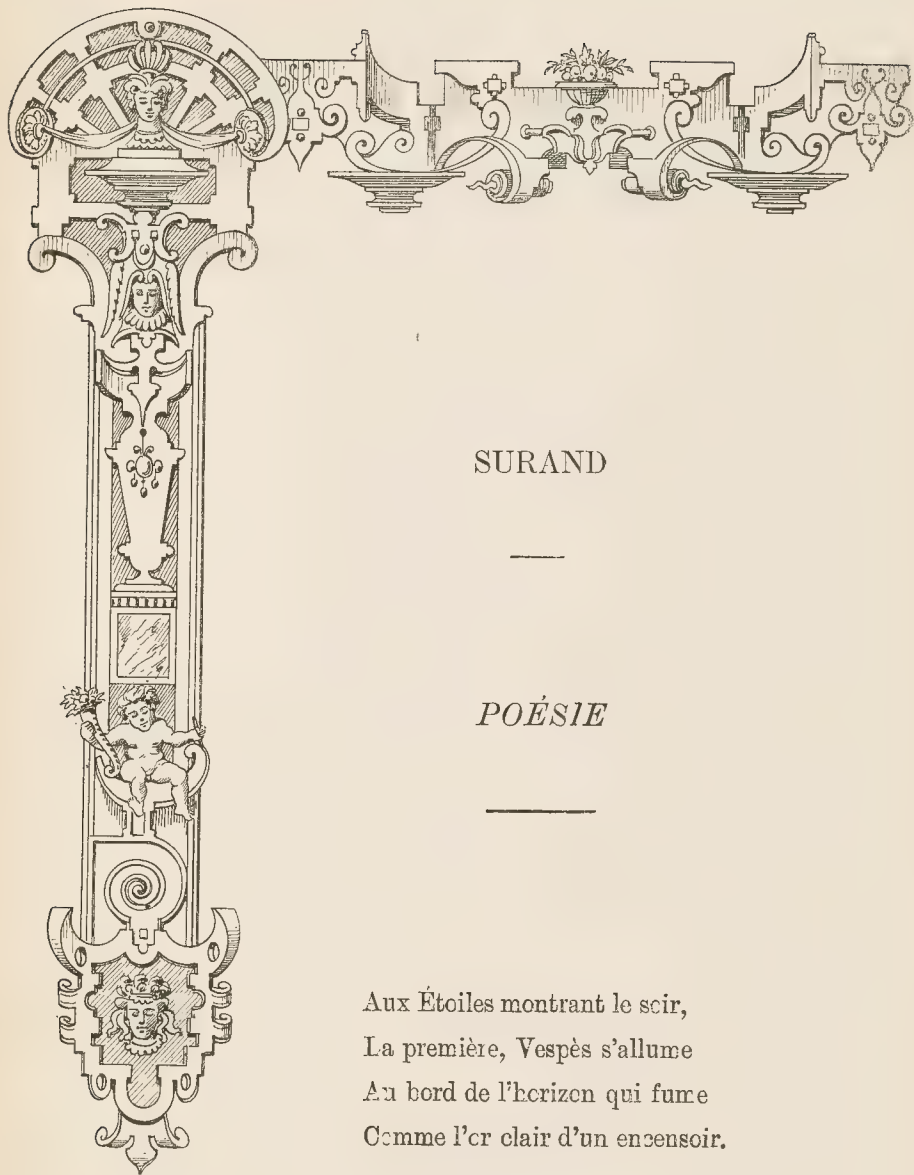 SURAND
POÉSIE
Aux Étoiles montrant le soir,
La première, Vespès s'allume
Au bord de l'horizon qui fume
Comme l'or clair d'un encensoir.